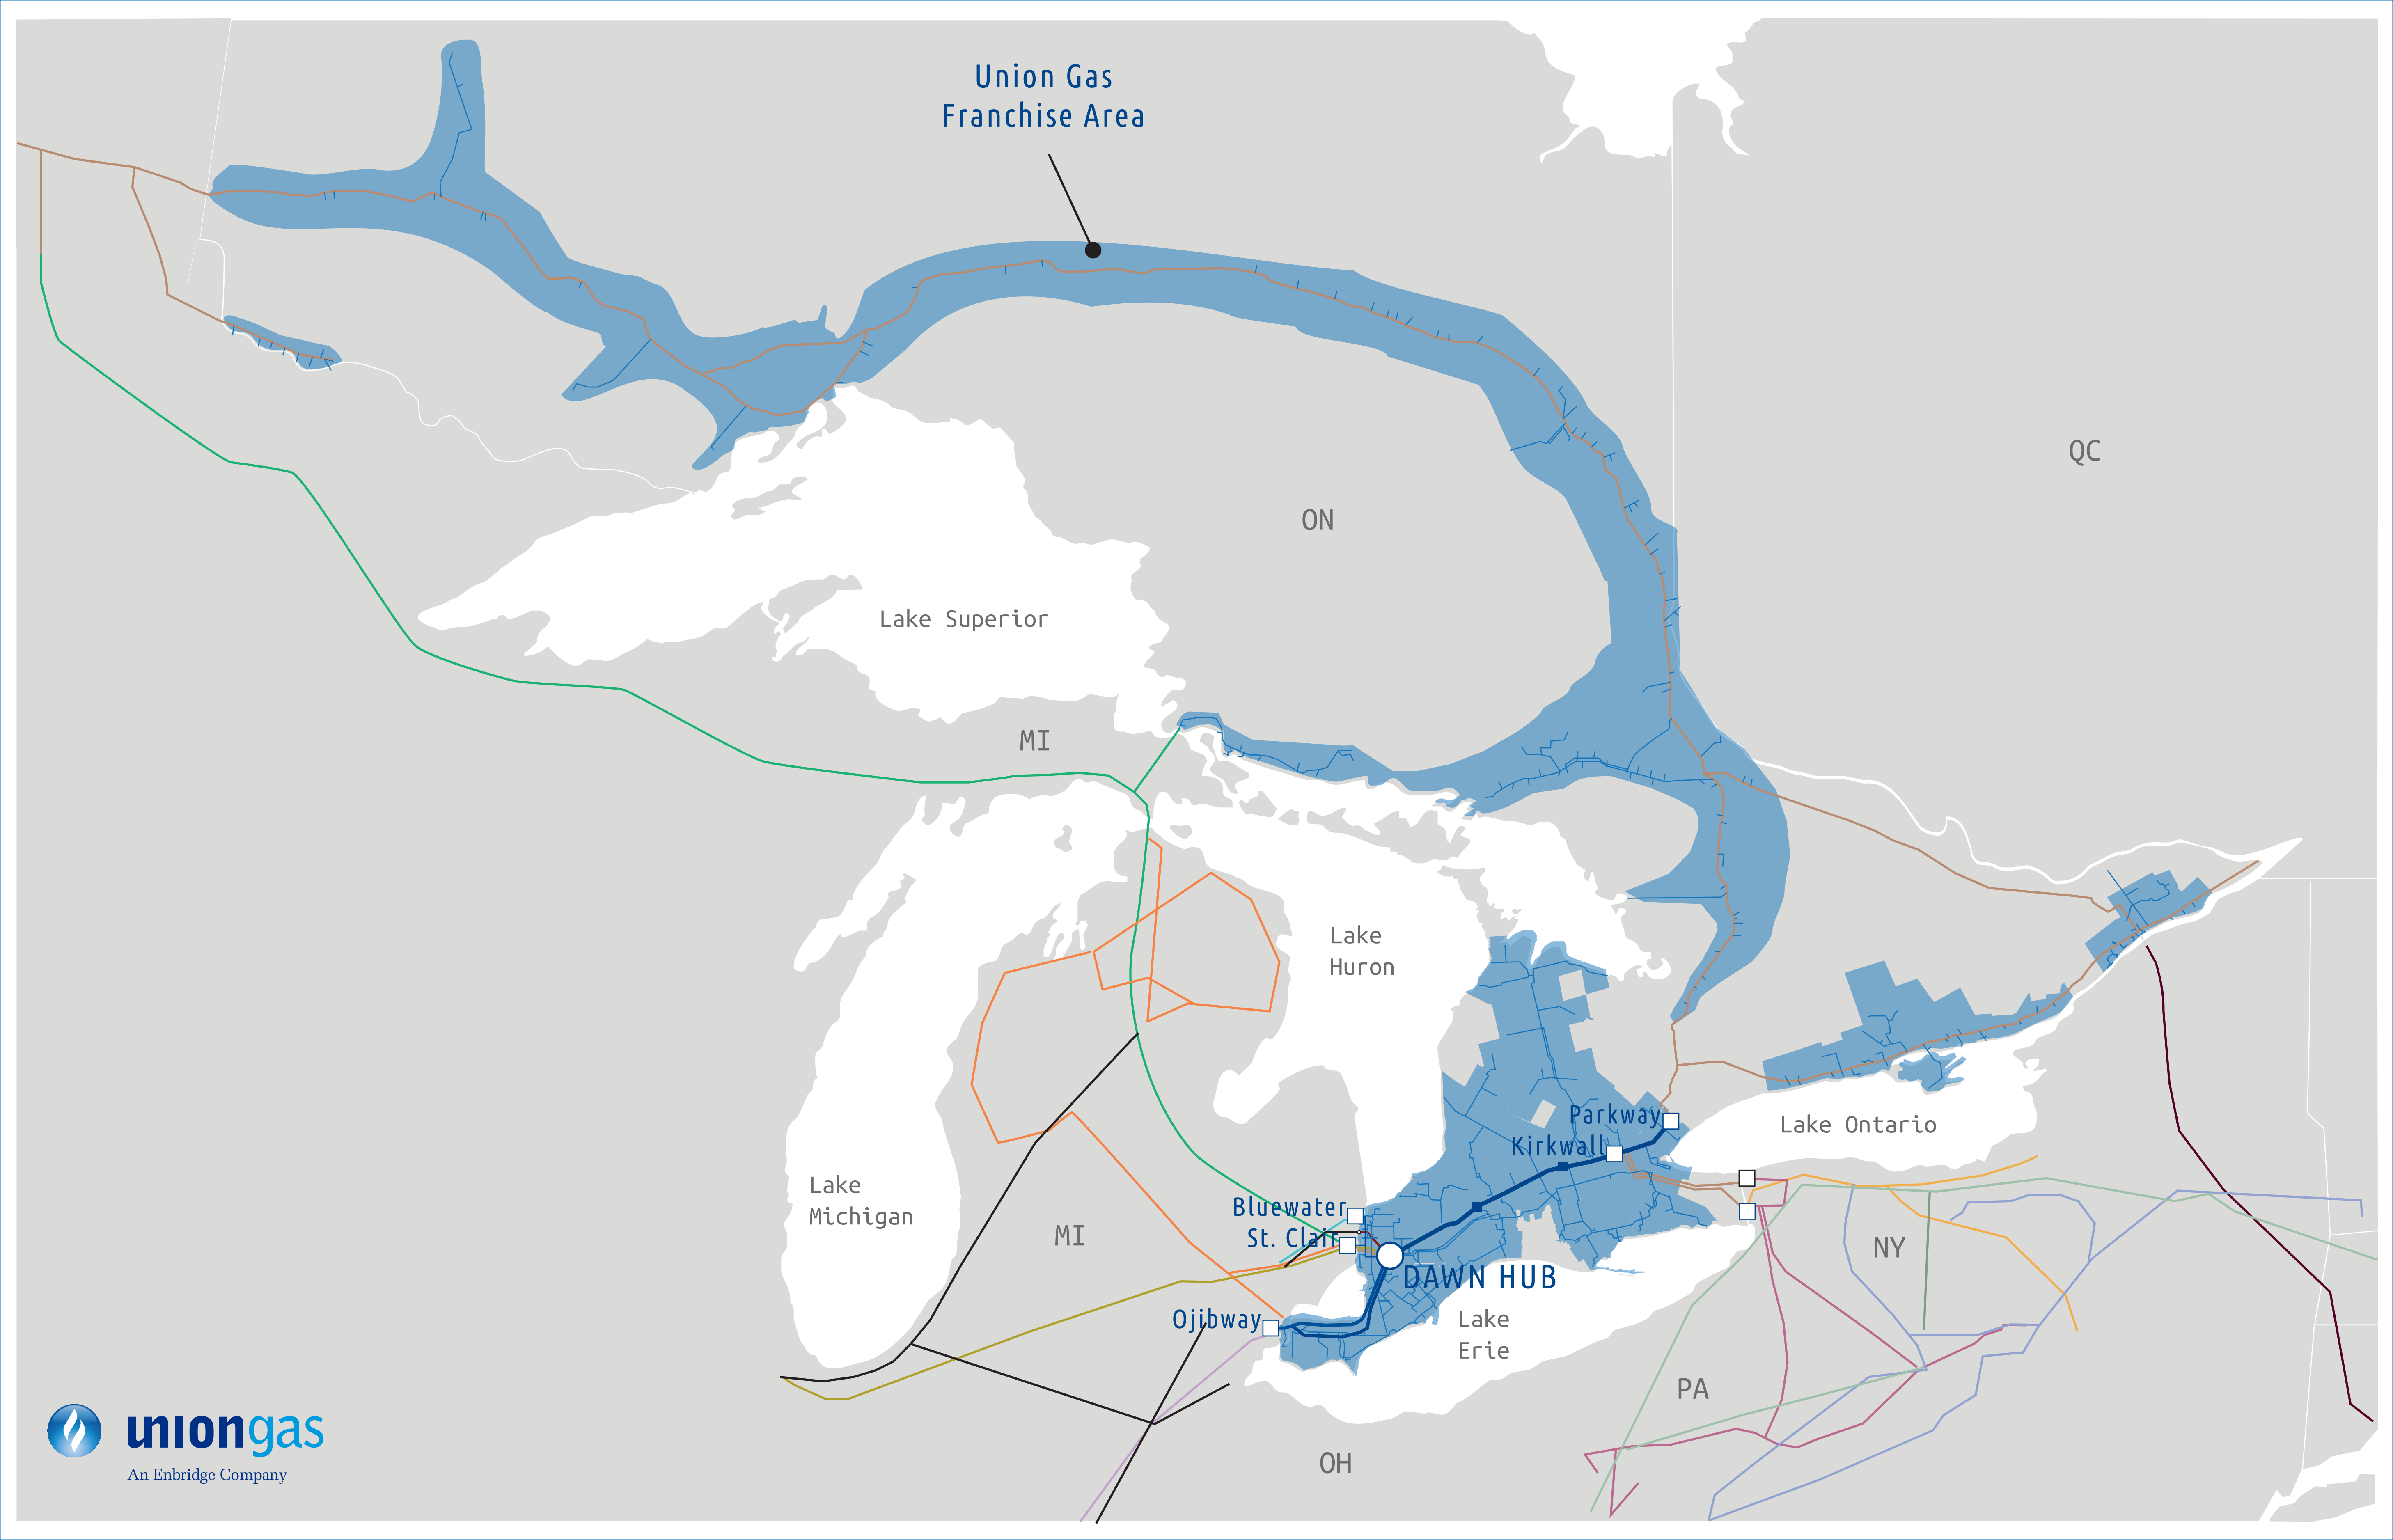 Union Gas
Franchise Area
QC
ON
Lake Superior
MI
Lake
Huron
Parkway
Lake Ontario
Kirkwall
Lake
Michigan
Bluewater
St. Clair
MI
NY
DAWN HUB
Ojibway
Lake
Erie
PA
uniongas
An Enbridge Company
OH